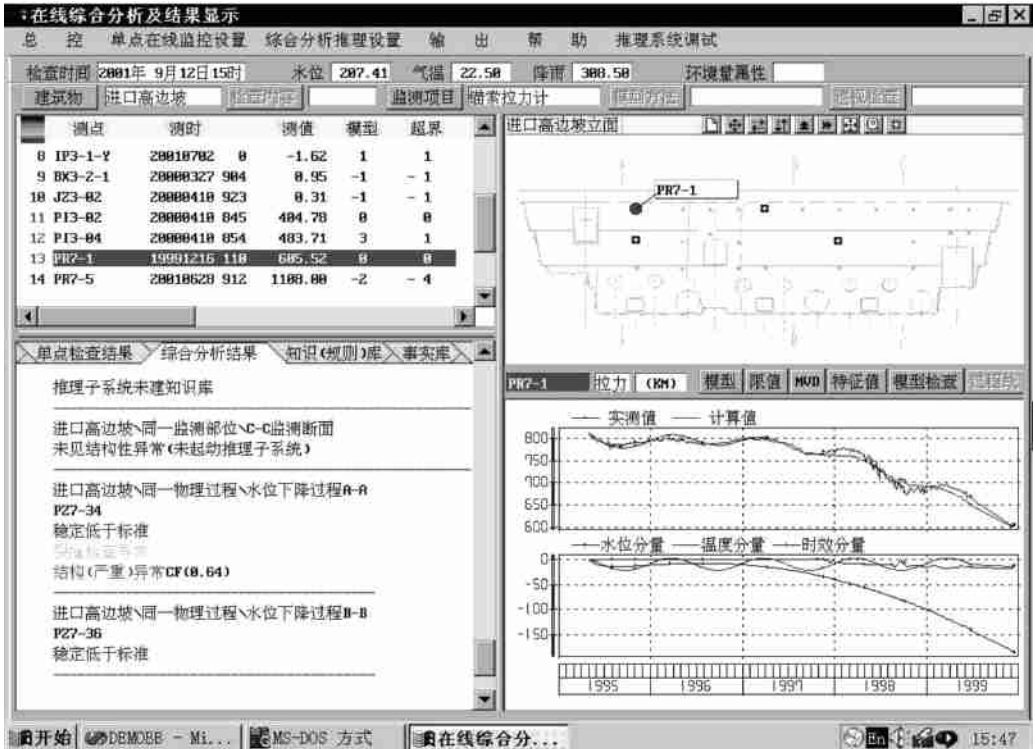 在线综合分析及结果显示
总 控 单点在线监控设置 综合分析推理设置 输 出 帮 助 推理系统调试
检查时间 2001年 9月12日15时 水位 207.41 气温 22.50 降雨 308.50 环境量属性
建筑物 进口高边坡 检查内容 监测项目 锚索拉力计
测点 测时 测值 模型 超界
8 IP3-1-Y 20010702 0 -1.62 1 1
9 BX3-2-1 20000327 904 0.95 -1 - 1
10 JZ3-02 20000410 923 0.31 -1 - 1
11 PI3-02 20000410 845 404.78 0 0
12 PI3-04 20000410 854 483.71 3 1
13 PR7-1 19991216 110 605.52 0 0
14 PR7-5 20010628 912 1108.00 -2 - 4
进口高边坡立面
PR7-1
单点检查结果 综合分析结果 知识(规则)库 事实库
推理子系统未建知识库
进口高边坡\同一监测部位\C-C监测断面
未见结构性异常(未起动推理子系统)
进口高边坡\同一物理过程\水位下降过程A-A
PZ7-34
稳定低于标准
结构(严重)异常CF(0.64)
进口高边坡\同一物理过程\水位下降过程B-B
PZ7-36
稳定低于标准
PR7-1 拉力 (KN) 模型 限值 MVD 特征值 模型检查
实测值 计算值
800
750
700
650
600
水位分量 温度分量 时效分量
0
-50
-100
-150
1995 1996 1997 1998 1999
开始 DEMOBB - Mi... MS-DOS 方式 在线综合分... En 15:47